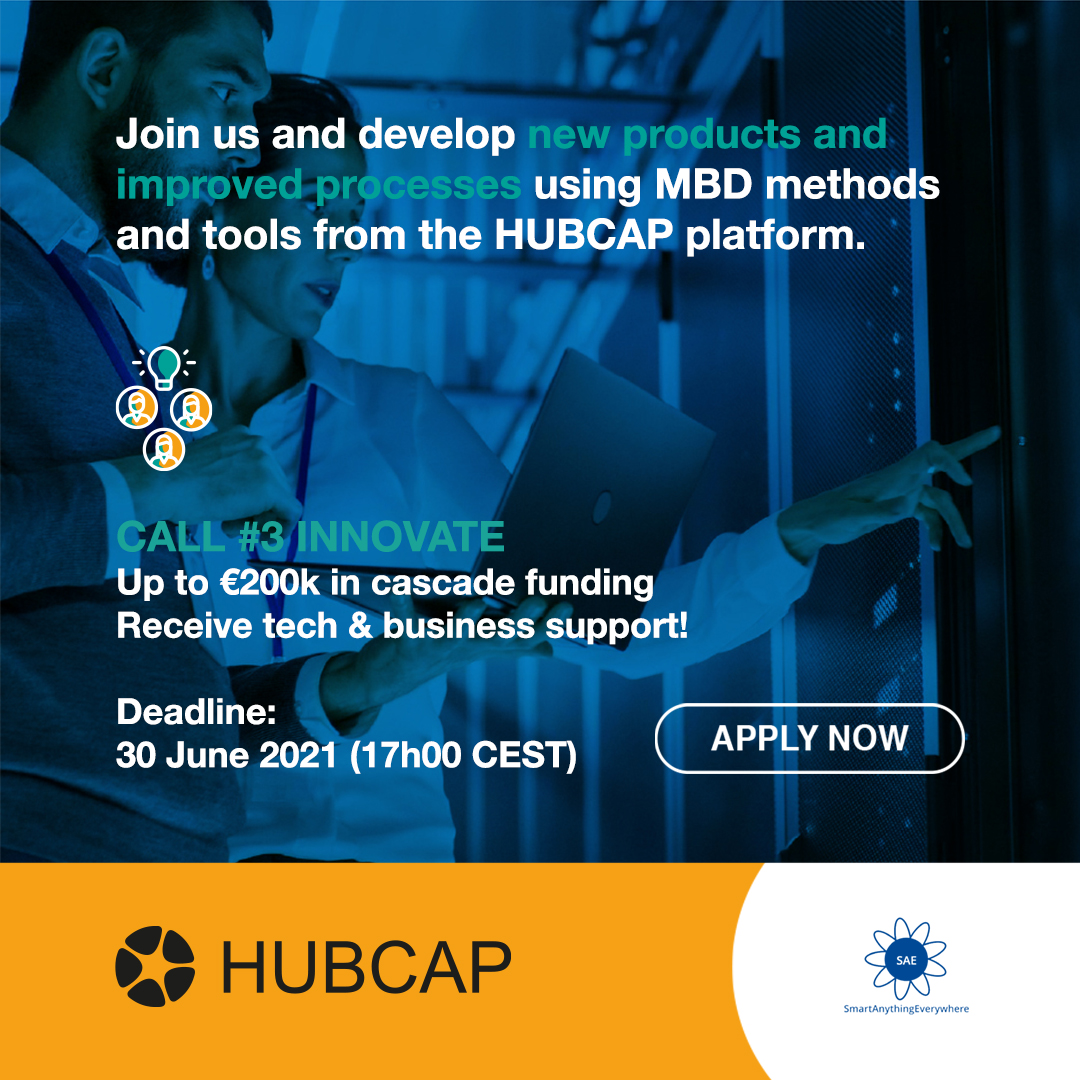 Join us and develop new products and
improved processes using MBD methods
and tools from the HUBCAP platform.
CALL #3 INNOVATE
Up to €200k in cascade funding
Receive tech & business support!
Deadline:
30 June 2021 (17h00 CEST)
APPLY NOW
HUBCAP
SAE
SmartAnythingEverywhere